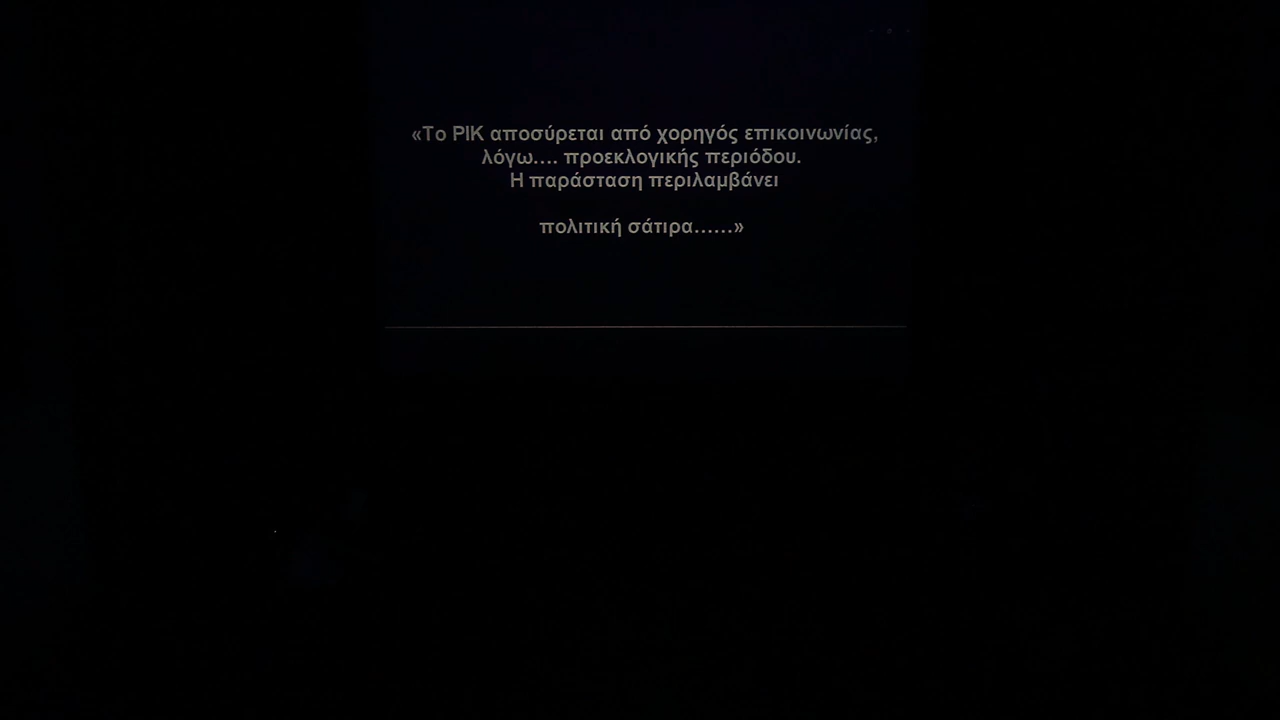 «Το ΡΙΚ αποσύρεται από χορηγός επικοινωνίας,
λόγω…. προεκλογικής περιόδου.
Η παράσταση περιλαμβάνει
πολιτική σάτιρα……»